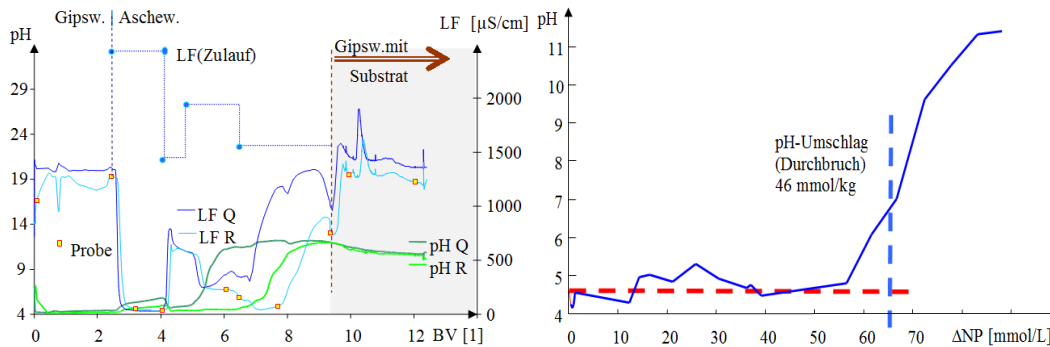 Gipsw. Aschew.
pH
LF [µS/cm]
LF(Zulauf)
Gipsw.mit
Substrat
29
24
19
14
9
4
2000
1500
1000
500
0
LF Q
LF R
Probe
pH Q
pH R
0 2 4 6 8 10 12
BV [1]
pH
11
10
9
8
7
6
5
4
pH-Umschlag
(Durchbruch)
46 mmol/kg
0 10 20 30 40 50 60 70
ΔNP [mmol/L]